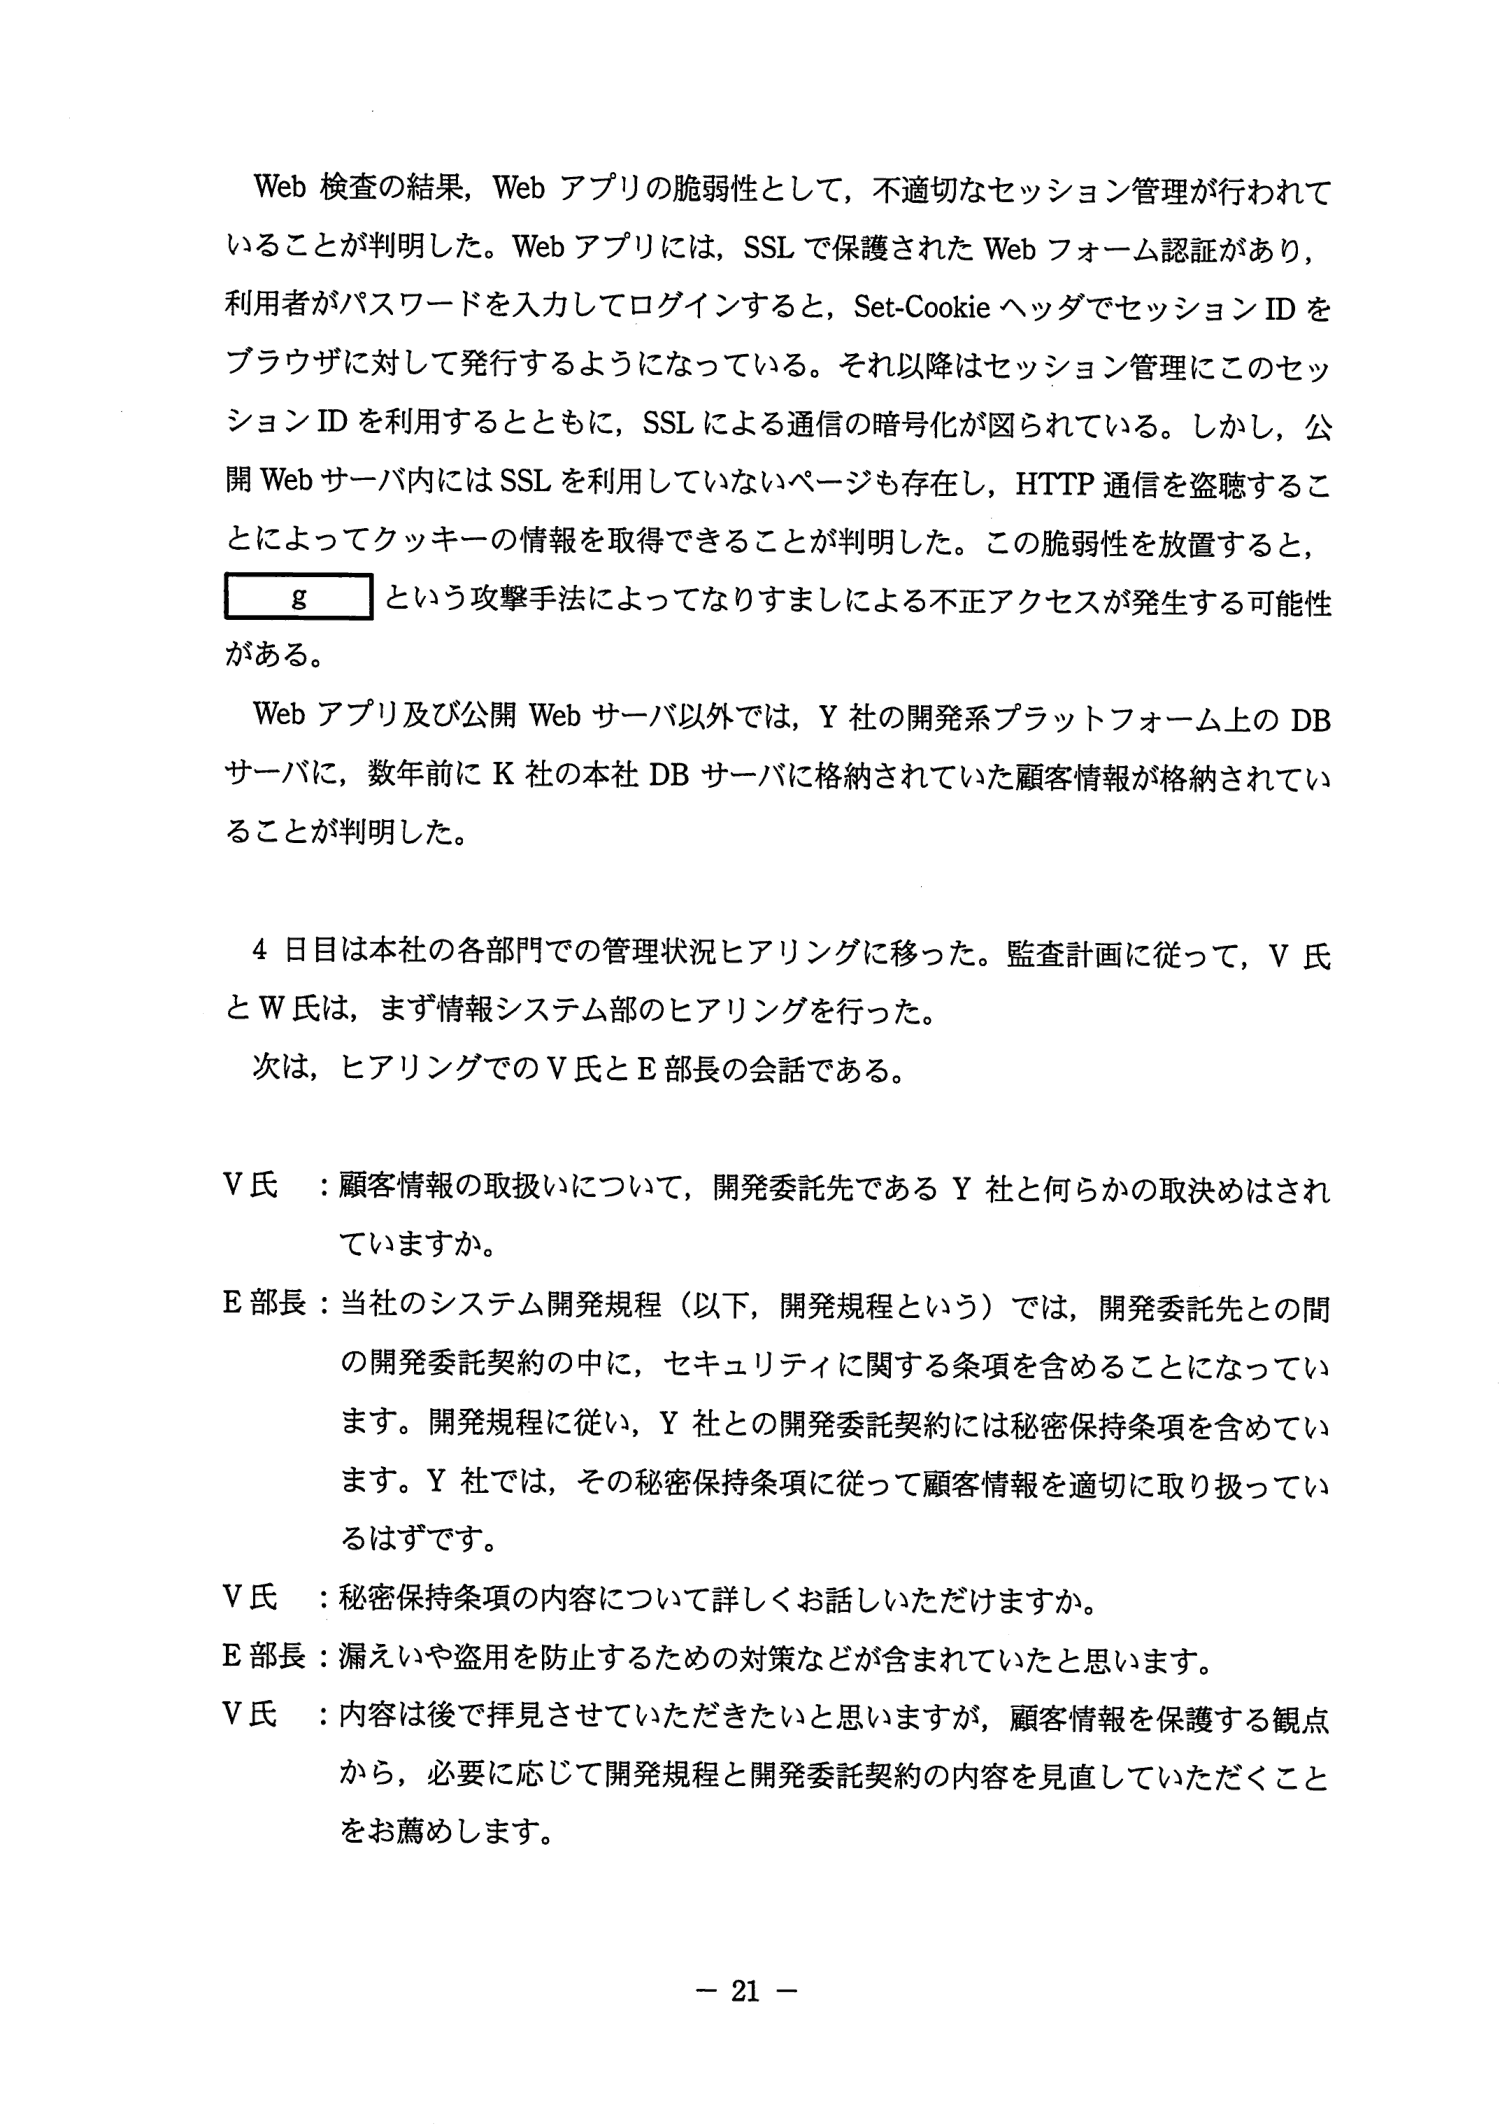 Web 検査の結果，Web アプリの脆弱性として，不適切なセッション管理が行われて
いることが判明した。Web アプリには，SSL で保護された Web フォーム認証があり，
利用者がパスワードを入力してログインすると，Set-Cookie ヘッダでセッション ID を
ブラウザに対して発行するようになっている。それ以降はセッション管理にこのセッ
ション ID を利用するとともに，SSL による通信の暗号化が図られている。しかし，公
開 Web サーバ内には SSL を利用していないページも存在し，HTTP 通信を盗聴するこ
とによってクッキーの情報を取得できることが判明した。この脆弱性を放置すると，
g という攻撃手法によってなりすましによる不正アクセスが発生する可能性
がある。
Web アプリ及び公開 Web サーバ以外では，Y 社の開発系プラットフォーム上の DB
サーバに，数年前に K 社の本社 DB サーバに格納されていた顧客情報が格納されてい
ることが判明した。
4 日目は本社の各部門での管理状況ヒアリングに移った。監査計画に従って，V 氏
と W 氏は，まず情報システム部のヒアリングを行った。
次は，ヒアリングでの V 氏と E 部長の会話である。
V 氏　：顧客情報の取扱いについて，開発委託先である Y 社と何らかの取決めはされ
ていますか。
E 部長：当社のシステム開発規程（以下，開発規程という）では，開発委託先との間
の開発委託契約の中に，セキュリティに関する条項を含めることになってい
ます。開発規程に従い，Y 社との開発委託契約には秘密保持条項を含めてい
ます。Y 社では，その秘密保持条項に従って顧客情報を適切に取り扱ってい
るはずです。
V 氏　：秘密保持条項の内容について詳しくお話しいただけますか。
E 部長：漏えいや盗用を防止するための対策などが含まれていたと思います。
V 氏　：内容は後で拝見させていただきたいと思いますが，顧客情報を保護する観点
から，必要に応じて開発規程と開発委託契約の内容を見直していただくこと
をお薦めします。
－ 21 －